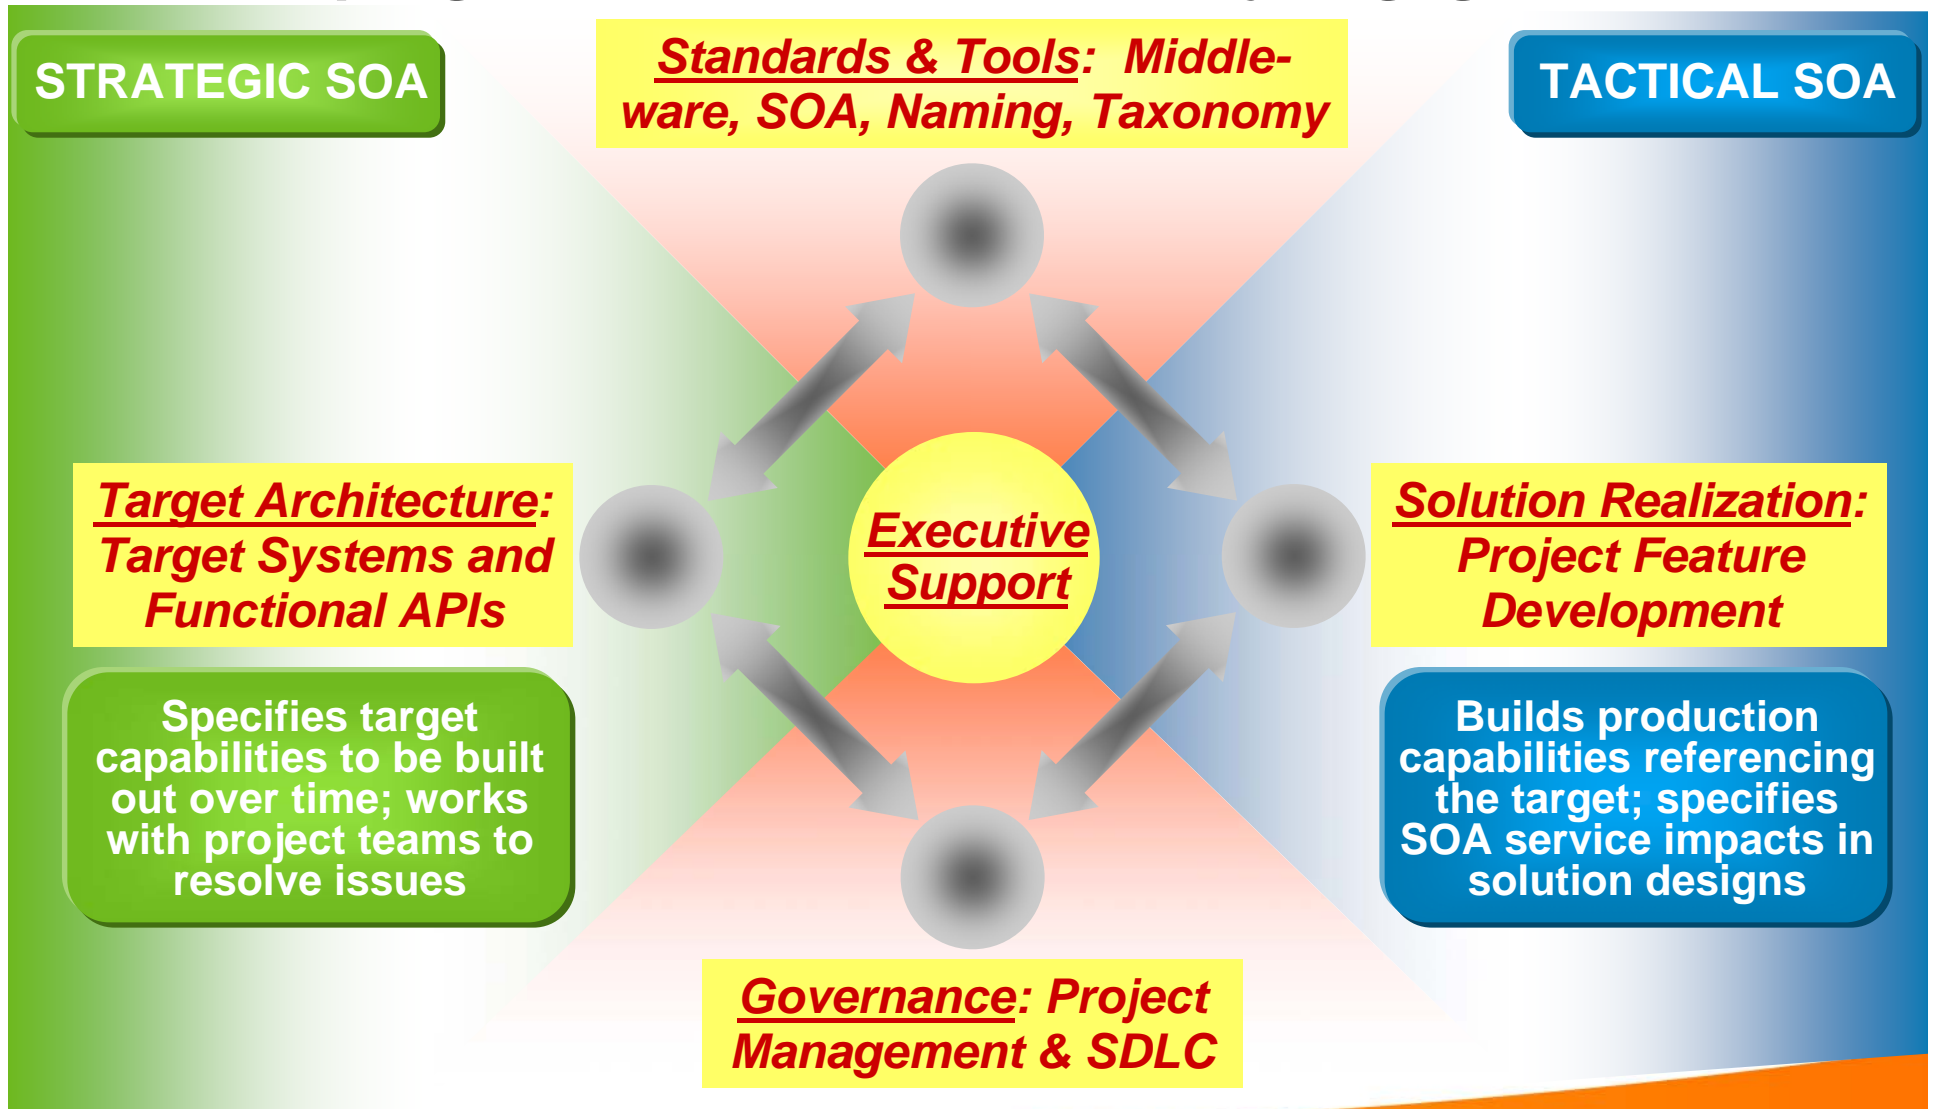 STRATEGIC SOA
Standards & Tools: Middle-
ware, SOA, Naming, Taxonomy
TACTICAL SOA
Target Architecture:
Target Systems and
Functional APIs
Executive
Support
Solution Realization:
Project Feature
Development
Specifies target
capabilities to be built
out over time; works
with project teams to
resolve issues
Builds production
capabilities referencing
the target; specifies
SOA service impacts in
solution designs
Governance: Project
Management & SDLC